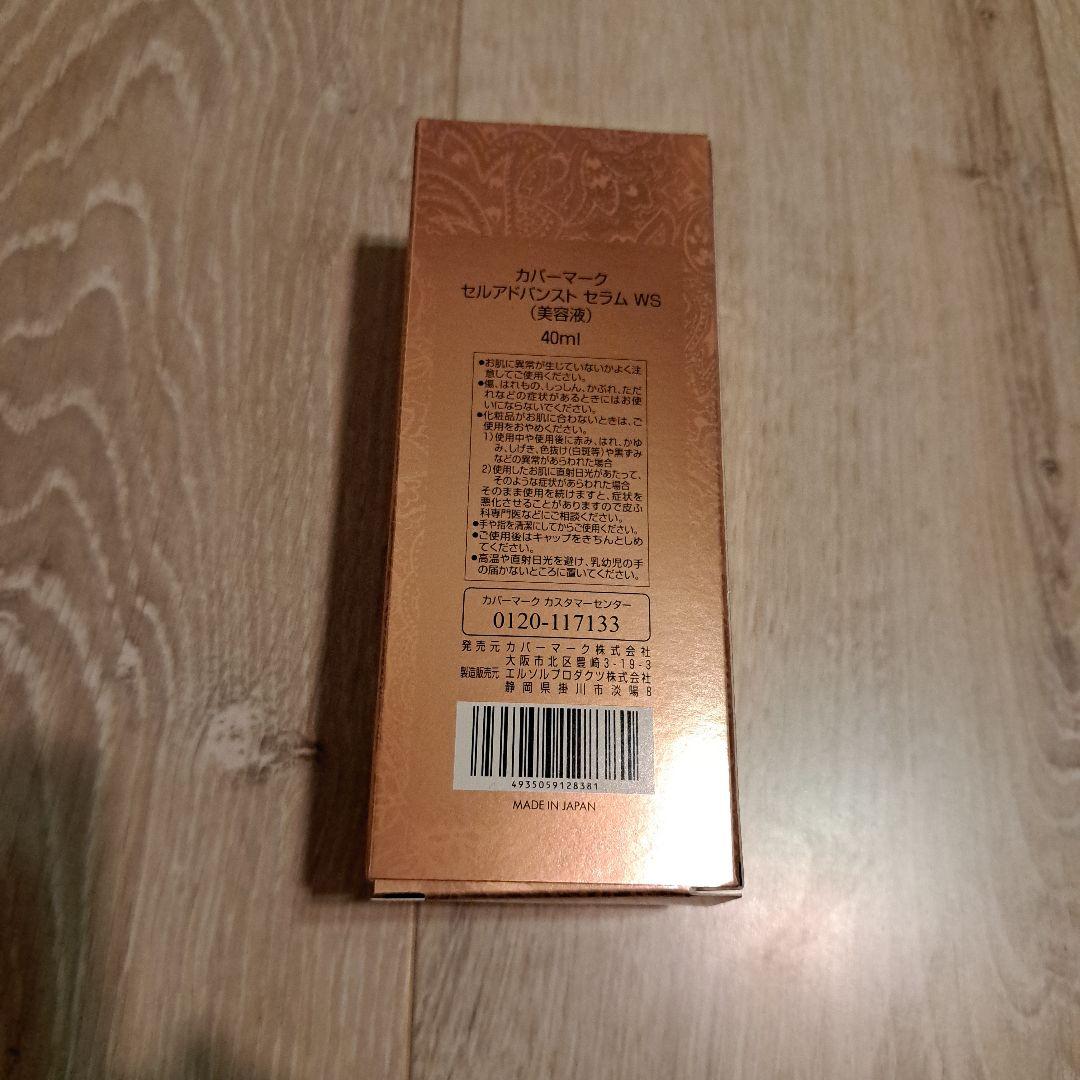 カバーマーク
セルアドバンスト セラム WS
(美容液)
40ml
●お肌に異常が生じていないかよく注
意してご使用ください。
●傷、はれもの、しっしん、かぶれ、ただ
れなどの症状があるときにはお使
いにならないでください。
●化粧品がお肌に合わないときは、ご
使用をおやめください。
1)使用中や使用後に赤み、はれ、かゆ
み、しげき、色抜け(白斑等)や黒ずみ
などの異常があらわれた場合
2)使用したお肌に直射日光があたって、
そのような症状があらわれた場合
そのまま使用を続けますと、症状を
悪化させることがありますので皮ふ
科専門医などにご相談ください。
●手や指を清潔にしてからご使用ください。
●ご使用後はキャップをきちんとしめ
てください。
●高温や直射日光を避け、乳幼児の手
の届かないところに置いてください。
カバーマーク カスタマーセンター
0120-117133
発売元 カバーマーク株式会社
大阪市北区豊崎3-19-3
製造販売元 エルソルプロダクツ株式会社
静岡県掛川市淡陽8
4935059128381
MADE IN JAPAN